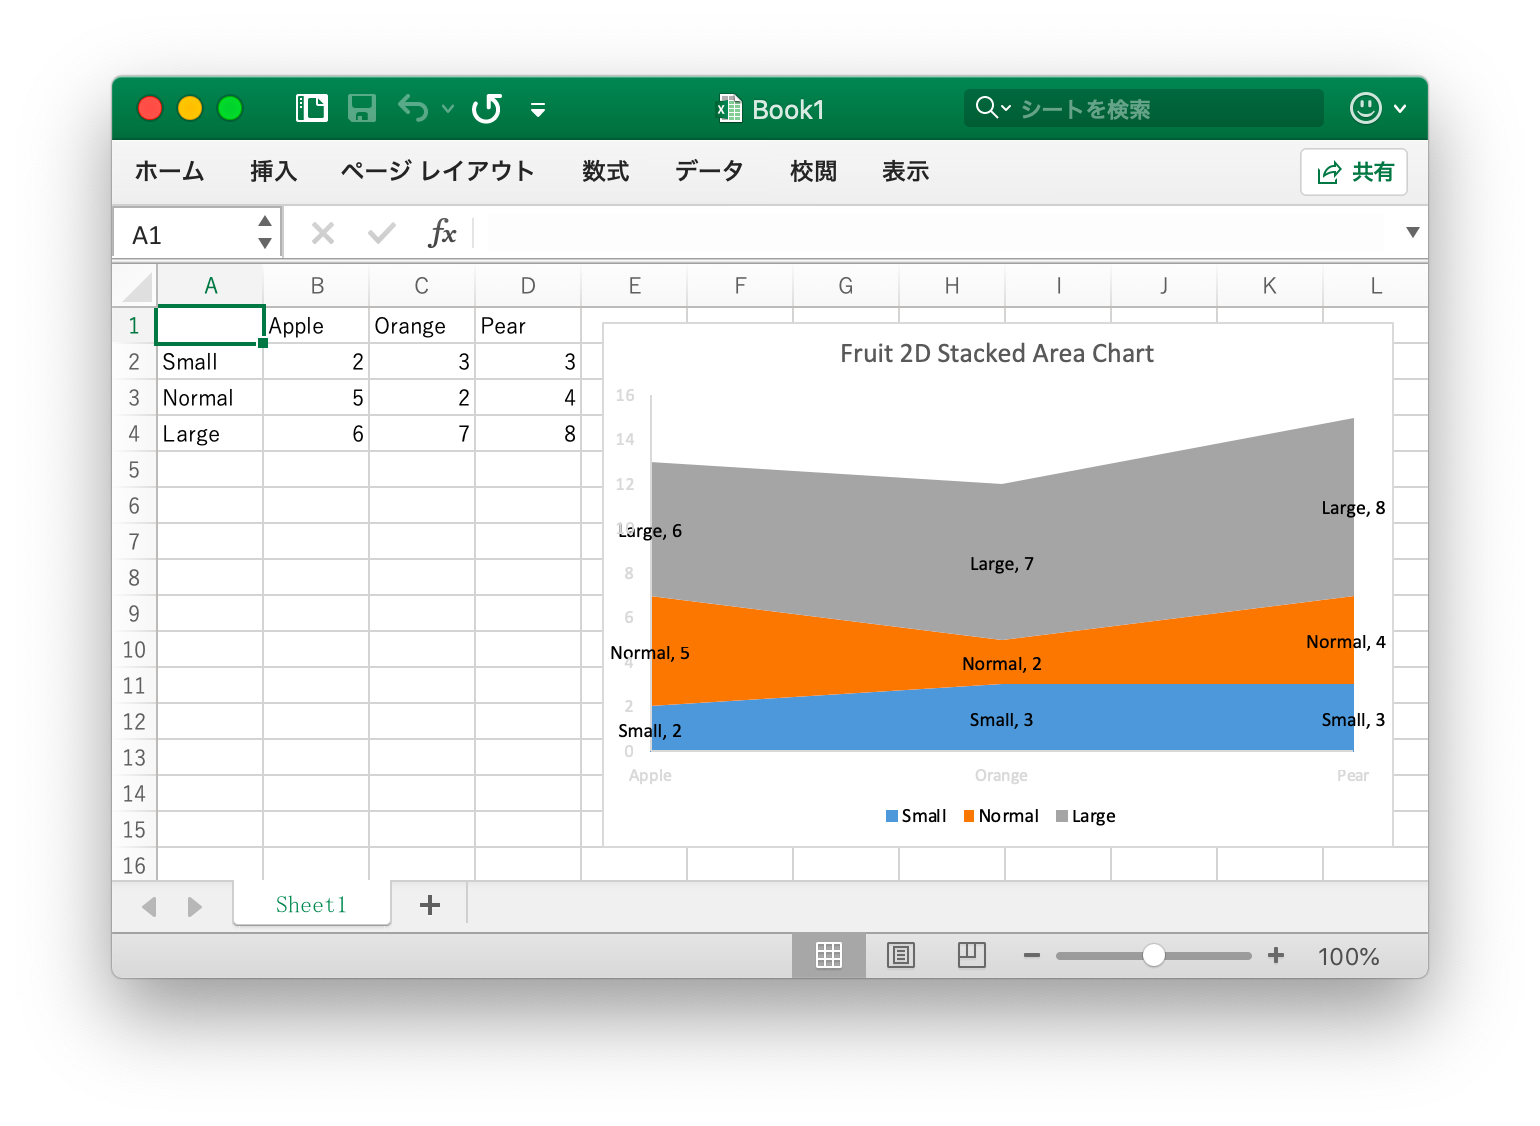 Book1
シートを検索
ホーム 挿入 ページ レイアウト 数式 データ 校閲 表示 共有
A1 fx
A B C D E F G H I J K L
1 Apple Orange Pear
2 Small 2 3 3
3 Normal 5 2 4
4 Large 6 7 8
5
6
7
8
9
10
11
12
13
14
15
16
Fruit 2D Stacked Area Chart
16
14
12
10
8
6
4
2
0
Large, 6
Large, 7
Large, 8
Normal, 5
Normal, 2
Normal, 4
Small, 2
Small, 3
Small, 3
Apple Orange Pear
Small Normal Large
Sheet1
100%